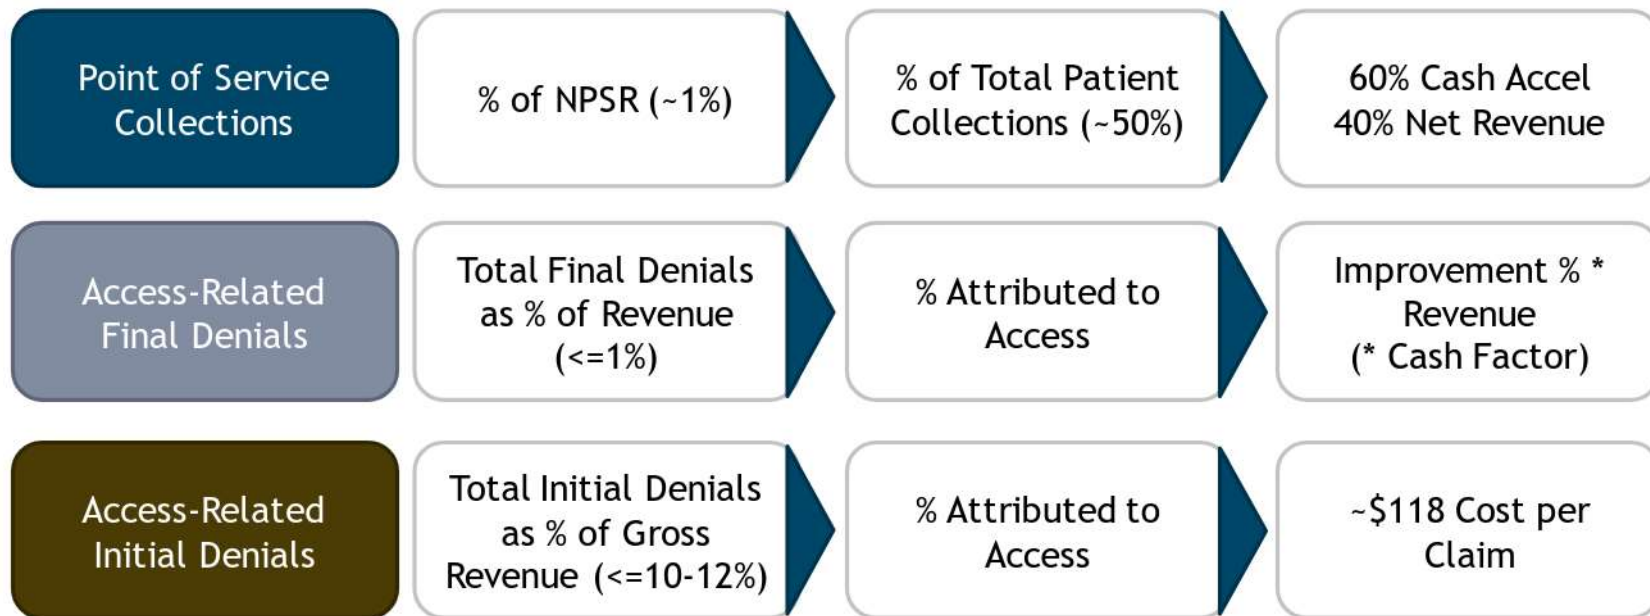 Point of Service
Collections
% of NPSR (~1%)
% of Total Patient
Collections (~50%)
60% Cash Accel
40% Net Revenue
Access-Related
Final Denials
Total Final Denials
as % of Revenue
(<=1%)
% Attributed to
Access
Improvement % *
Revenue
(* Cash Factor)
Access-Related
Initial Denials
Total Initial Denials
as % of Gross
Revenue (<=10-12%)
% Attributed to
Access
~$118 Cost per
Claim